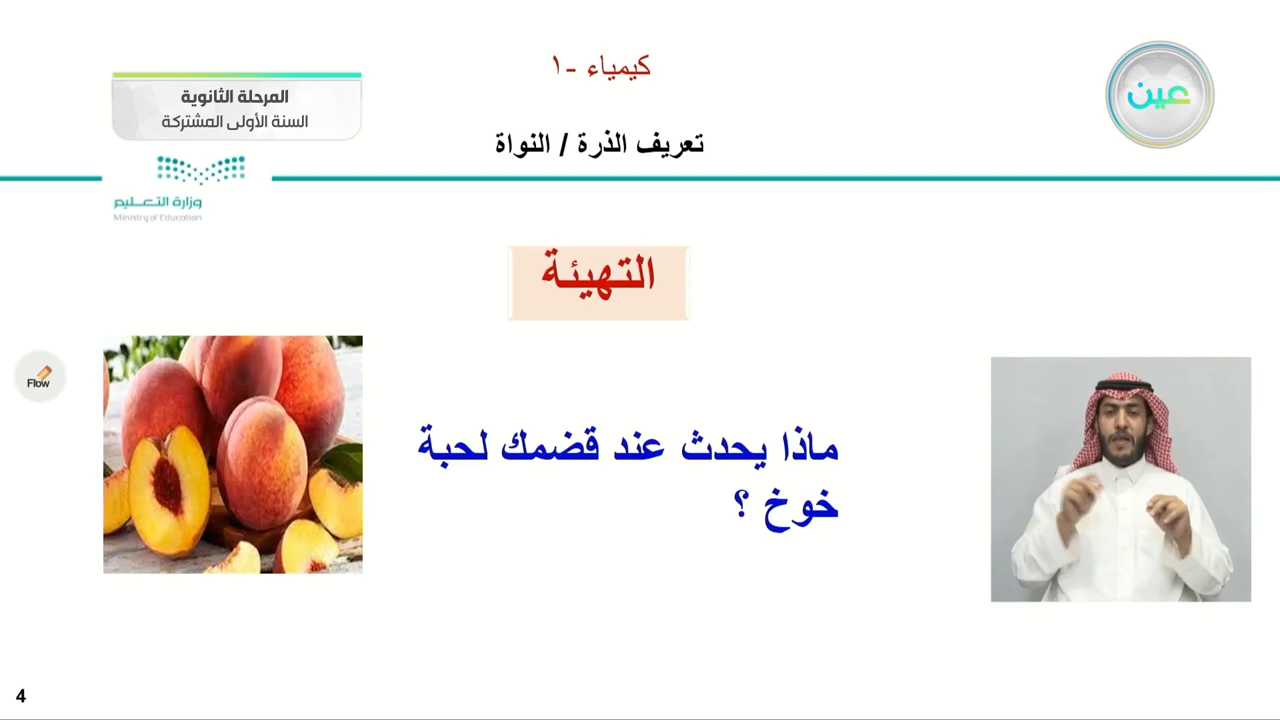 كيمياء -١
عين
المرحلة الثانوية
السنة الأولى المشتركة
تعريف الذرة / النواة
وزارة التعـــليم
Ministry of Education
التهيئة
ماذا يحدث عند قضمك لحبة
خوخ ؟
Flow
4